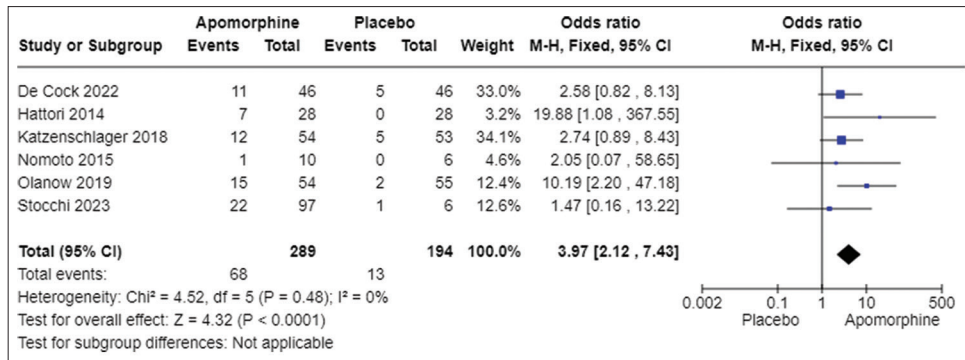 Apomorphine Placebo Odds ratio Odds ratio
Study or Subgroup Events Total Events Total Weight M-H, Fixed, 95% CI M-H, Fixed, 95% CI
De Cock 2022 11 46 5 46 33.0% 2.58 [0.82 , 8.13]
Hattori 2014 7 28 0 28 3.2% 19.88 [1.08 , 367.55]
Katzenschlager 2018 12 54 5 53 34.1% 2.74 [0.89 , 8.43]
Nomoto 2015 1 10 0 6 4.6% 2.05 [0.07 , 58.65]
Olanow 2019 15 54 2 55 12.4% 10.19 [2.20 , 47.18]
Stocchi 2023 22 97 1 6 12.6% 1.47 [0.16 , 13.22]
Total (95% CI) 289 194 100.0% 3.97 [2.12 , 7.43]
Total events: 68 13
Heterogeneity: Chi² = 4.52, df = 5 (P = 0.48); I² = 0%
Test for overall effect: Z = 4.32 (P < 0.0001)
Test for subgroup differences: Not applicable
0.002 0.1 1 10 500
Placebo Apomorphine